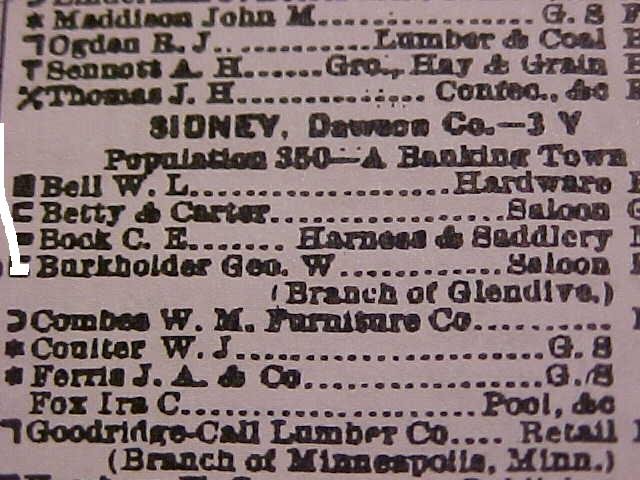 * Maddison John M................ G. S
Ogden R. J............Lumber & Coal
Sennott A. H.......Gro., Hay & Grain
Thomas J. H................ Confec., &c
SIDNEY, Dawson Co.—3 Y
Population 350—A Banking Town
Bell W. L......................Hardware
Betty & Carter....................Saloon
Book C. E........ Harness & Saddlery
Burkholder Geo. W.............Saloon
(Branch of Glendive.)
Combes W. M. Furniture Co..........
* Coulter W. J..........................G. S
* Ferris J. A. & Co....................G. S
Fox Ira C.........................Pool, &c
Goodridge-Call Lumber Co.... Retail
(Branch of Minneapolis, Minn.)